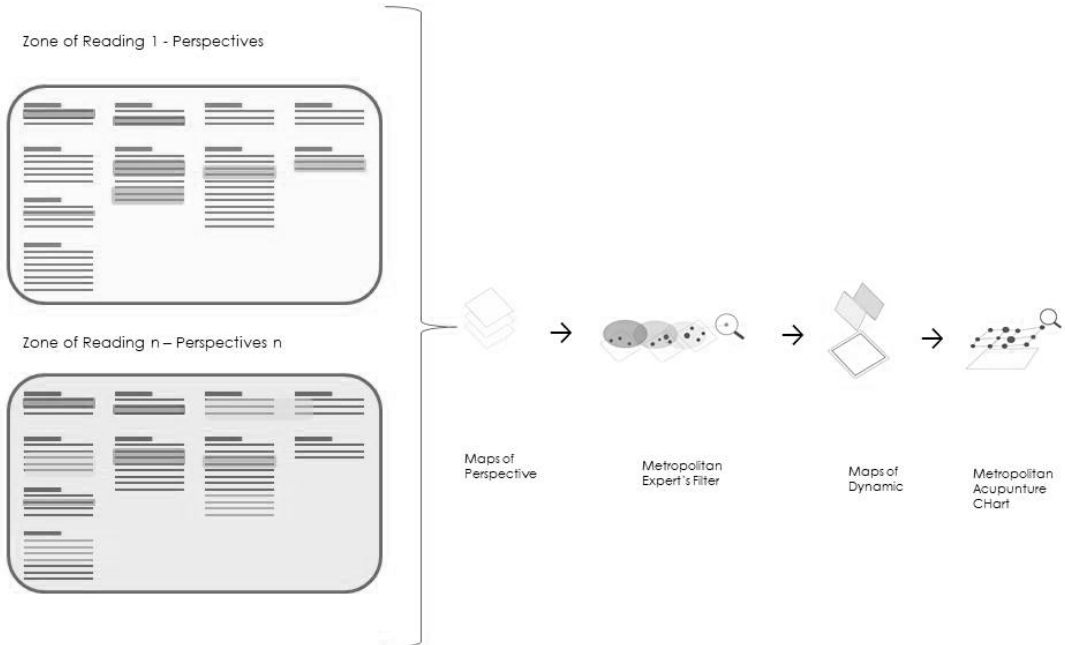 Zone of Reading 1 - Perspectives
Zone of Reading n – Perspectives n
Maps of
Perspective
Metropolitan
Expert´s Filter
Maps of
Dynamic
Metropolitan
Acupunture
CHart